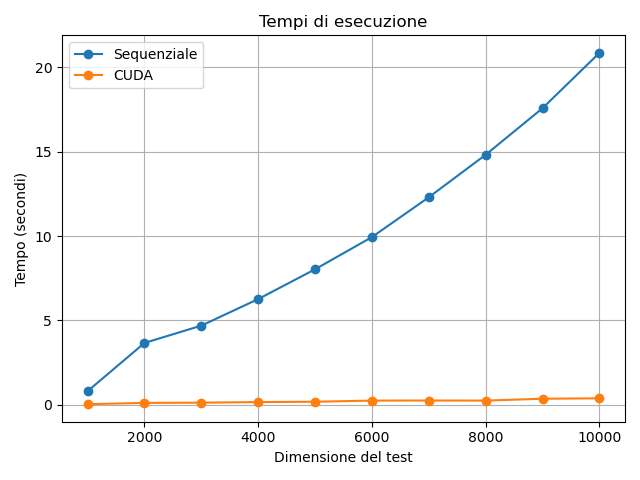 Tempi di esecuzione
Sequenziale
CUDA
Tempo (secondi)
20
15
10
5
0
2000 4000 6000 8000 10000
Dimensione del test